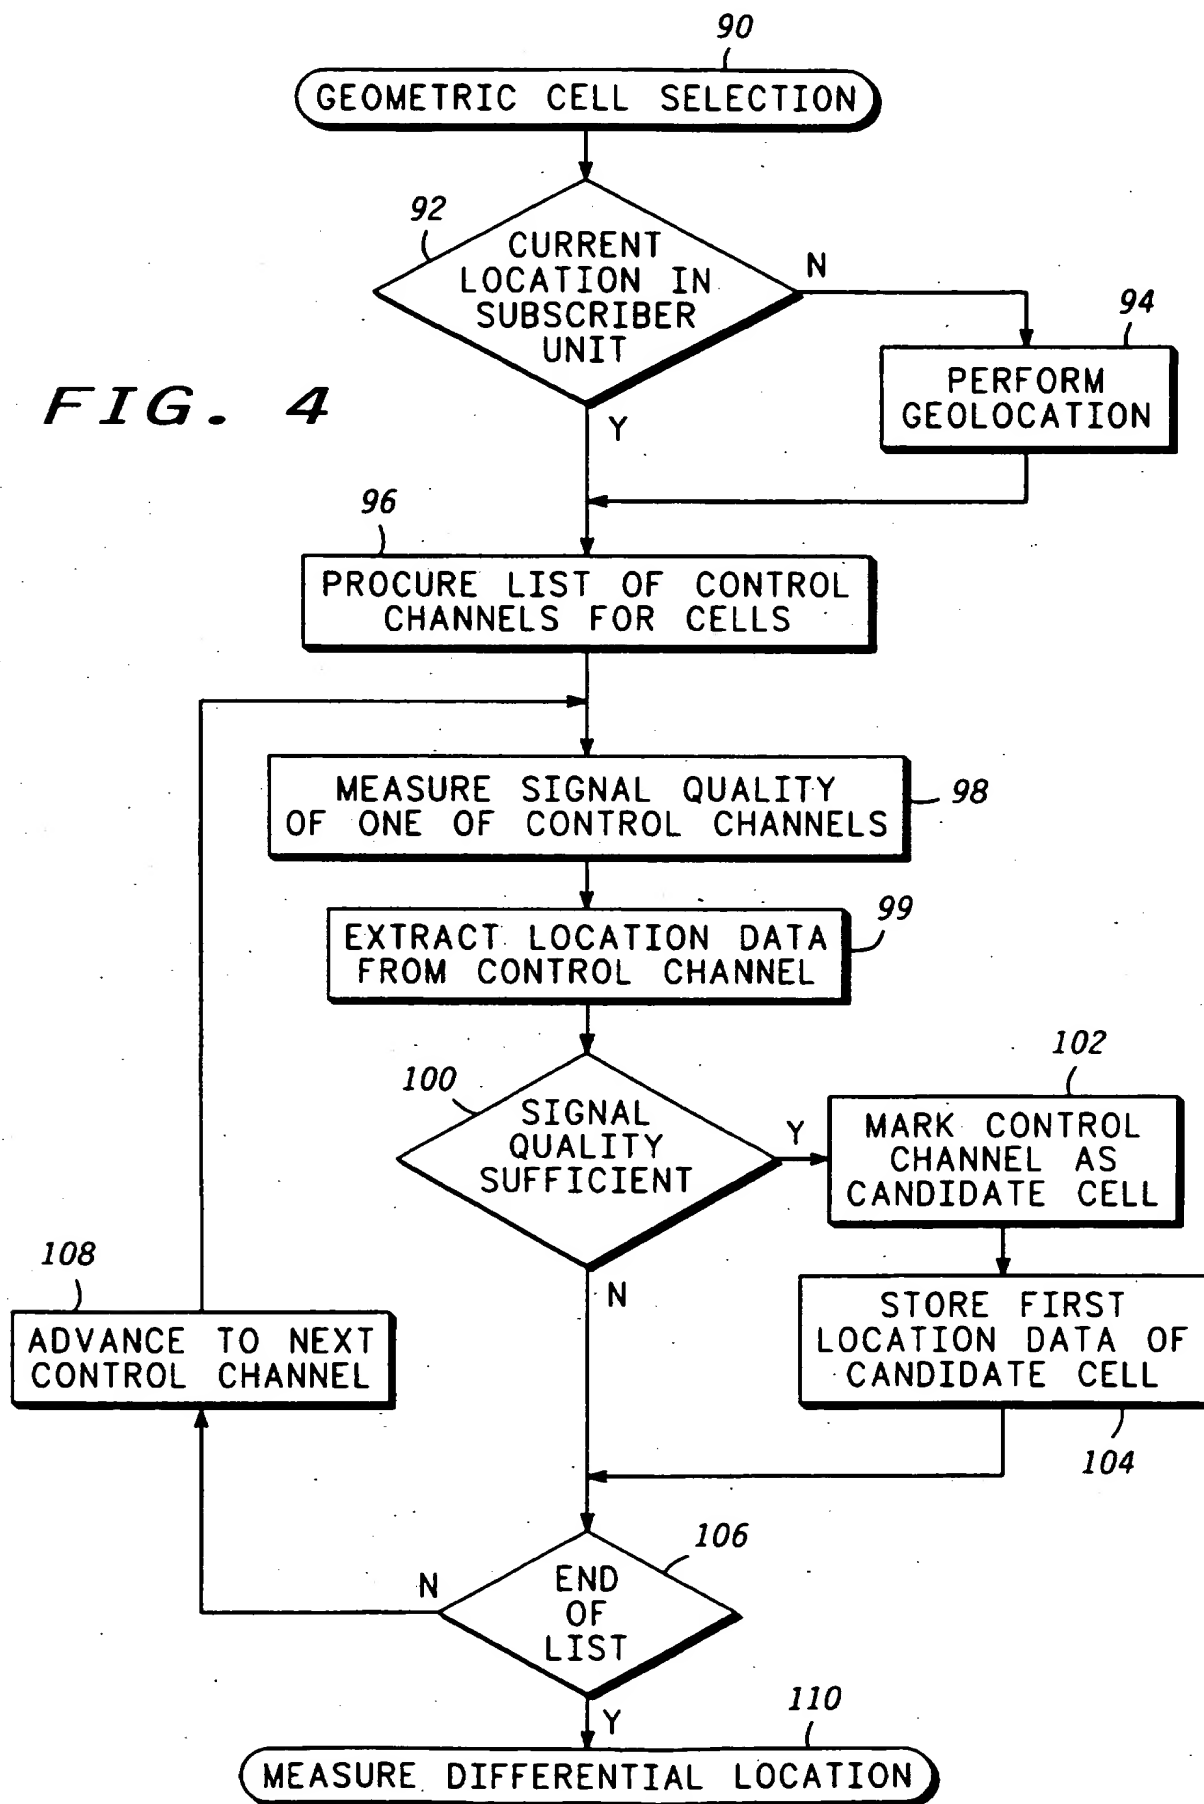 90
GEOMETRIC CELL SELECTION
92
CURRENT
LOCATION IN
SUBSCRIBER
UNIT
N
94
PERFORM
GEOLOCATION
FIG. 4
Y
96
PROCURE LIST OF CONTROL
CHANNELS FOR CELLS
MEASURE SIGNAL QUALITY
OF ONE OF CONTROL CHANNELS
98
99
EXTRACT LOCATION DATA
FROM CONTROL CHANNEL
100
SIGNAL
QUALITY
SUFFICIENT
Y
102
MARK CONTROL
CHANNEL AS
CANDIDATE CELL
N
108
ADVANCE TO NEXT
CONTROL CHANNEL
STORE FIRST
LOCATION DATA OF
CANDIDATE CELL
104
106
END
OF
LIST
N
Y
110
MEASURE DIFFERENTIAL LOCATION